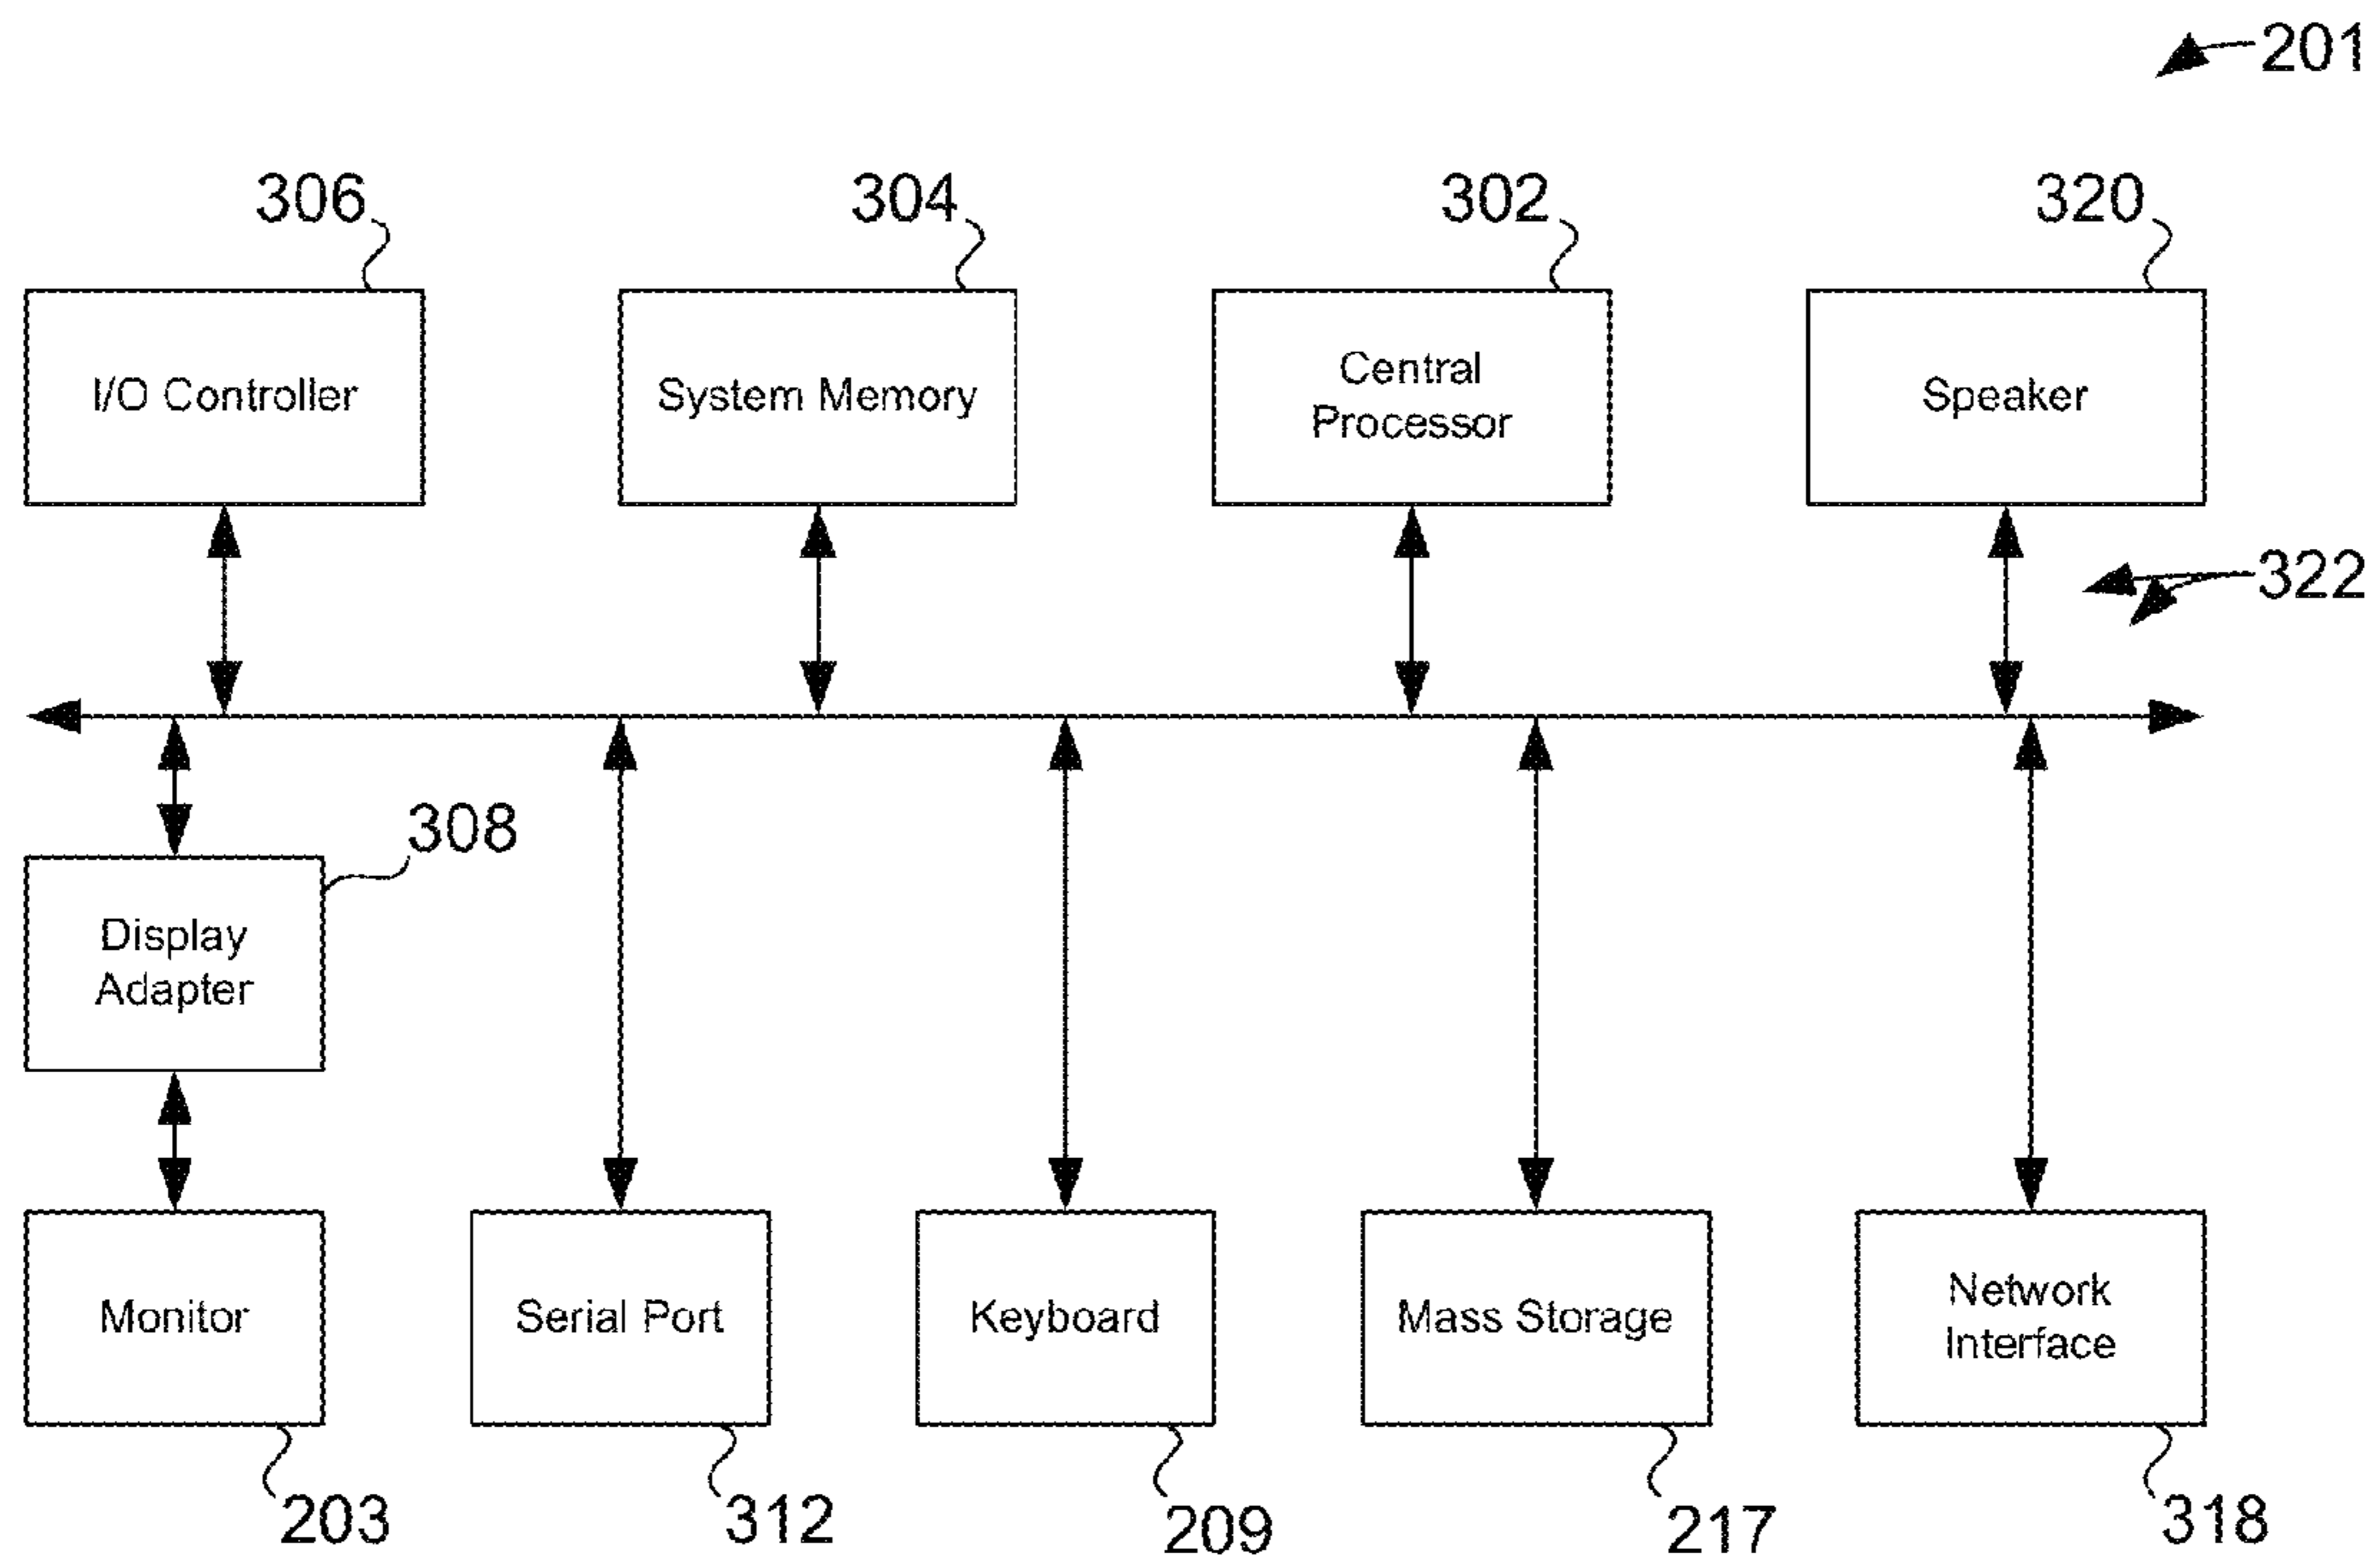 201
306
304
302
320
I/O Controller
System Memory
Central
Processor
Speaker
322
308
Display
Adapter
Monitor
Serial Port
Keyboard
Mass Storage
Network
Interface
203
312
209
217
318